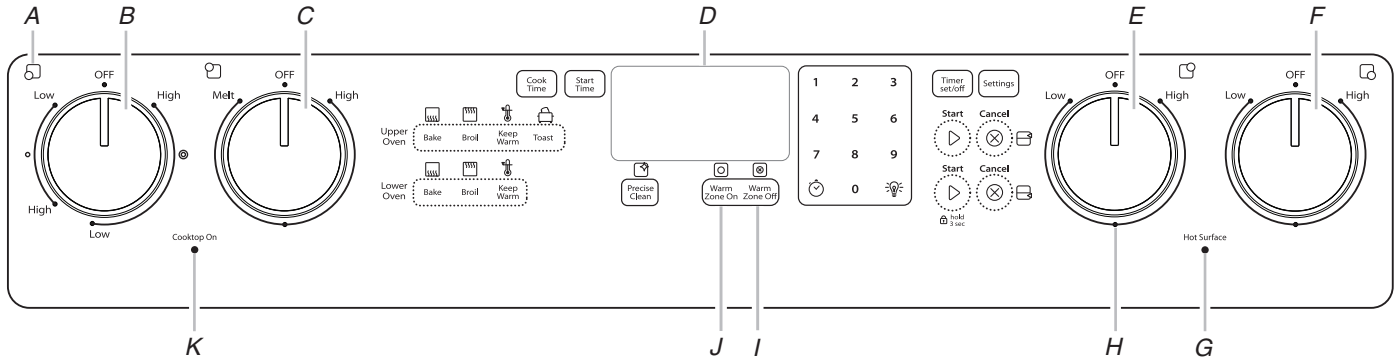 A
B
C
D
E
F
OFF
Low
High
High
Low
OFF
Melt
High
Cooktop On
Cook
Time
Start
Time
Upper
Oven
Bake
Broil
Keep
Warm
Toast
Lower
Oven
Bake
Broil
Keep
Warm
Precise
Clean
Warm
Zone On
Warm
Zone Off
1 2 3
4 5 6
7 8 9
0
Timer
set/off
Settings
Start
Cancel
Start
Cancel
hold
3 sec
OFF
Low
High
Hot Surface
OFF
Low
High
K
J
I
H
G